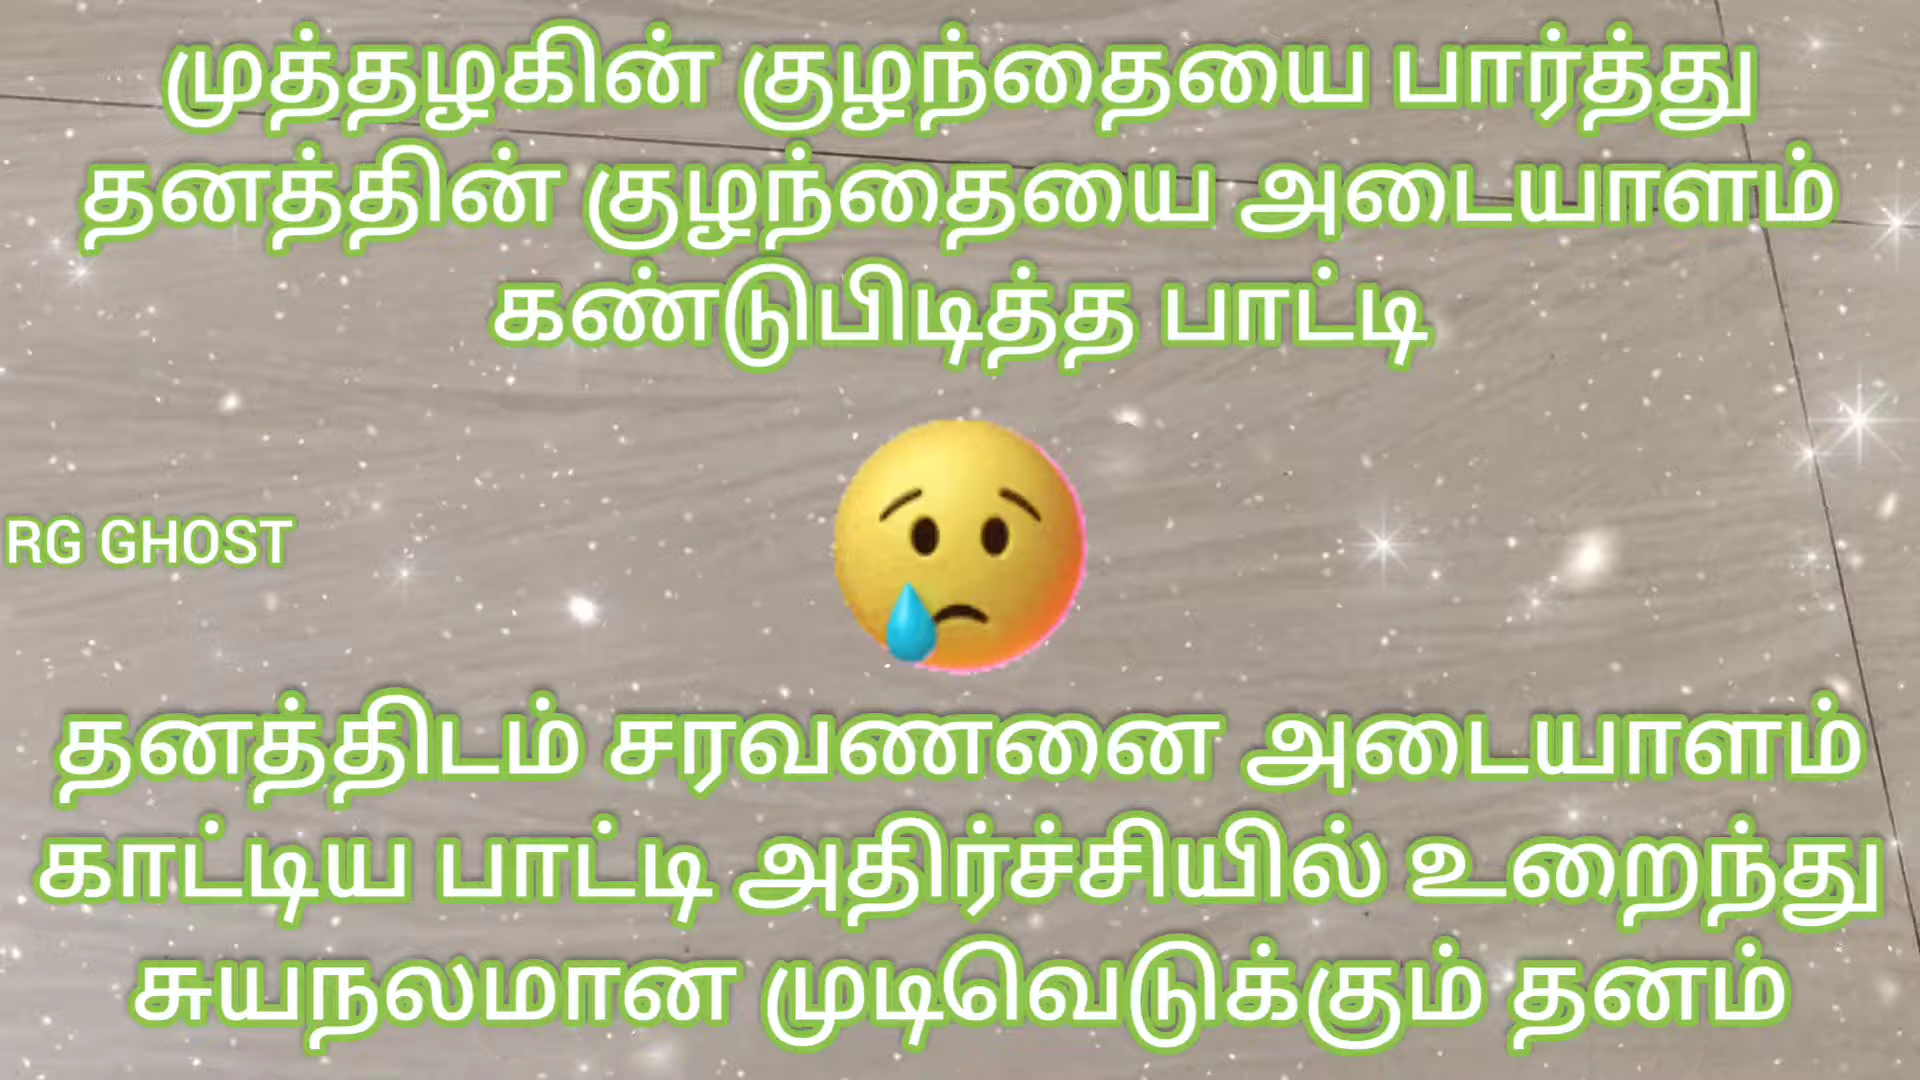 முத்தழகின் குழந்தையை பார்த்து
தனத்தின் குழந்தையை அடையாளம்
கண்டுபிடித்த பாட்டி
RG GHOST
தனத்திடம் சரவணனை அடையாளம்
காட்டிய பாட்டி அதிர்ச்சியில் உறைந்து
சுயநலமான முடிவெடுக்கும் தனம்